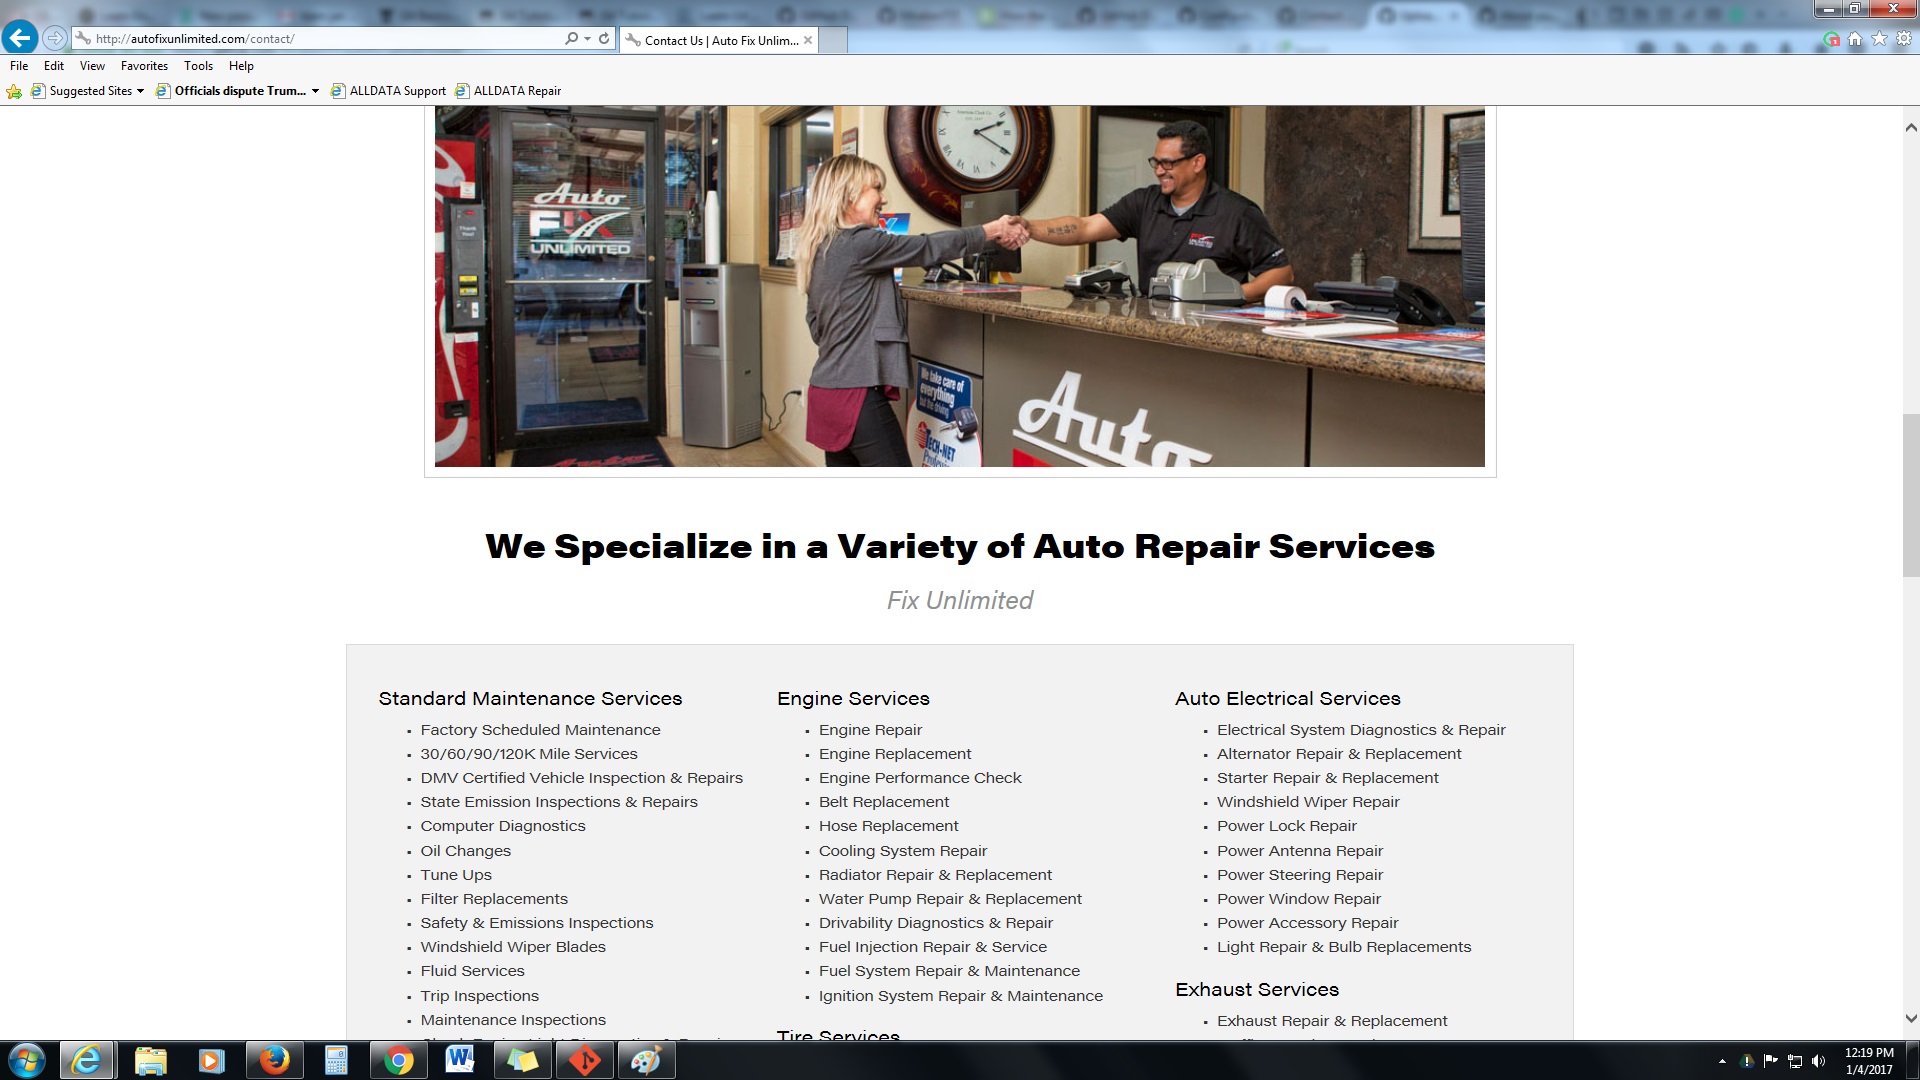 http://autofixunlimited.com/contact/
Contact Us | Auto Fix Unlim...
File Edit View Favorites Tools Help
Suggested Sites
Officials dispute Trum...
ALLDATA Support
ALLDATA Repair
Auto
FIX
UNLIMITED
Thank You!
We take care of
everything
but the driving
TECH-NET
Auto
We Specialize in a Variety of Auto Repair Services
Fix Unlimited
Standard Maintenance Services
Factory Scheduled Maintenance
30/60/90/120K Mile Services
DMV Certified Vehicle Inspection & Repairs
State Emission Inspections & Repairs
Computer Diagnostics
Oil Changes
Tune Ups
Filter Replacements
Safety & Emissions Inspections
Windshield Wiper Blades
Fluid Services
Trip Inspections
Maintenance Inspections
Engine Services
Engine Repair
Engine Replacement
Engine Performance Check
Belt Replacement
Hose Replacement
Cooling System Repair
Radiator Repair & Replacement
Water Pump Repair & Replacement
Drivability Diagnostics & Repair
Fuel Injection Repair & Service
Fuel System Repair & Maintenance
Ignition System Repair & Maintenance
Tire Services
Auto Electrical Services
Electrical System Diagnostics & Repair
Alternator Repair & Replacement
Starter Repair & Replacement
Windshield Wiper Repair
Power Lock Repair
Power Antenna Repair
Power Steering Repair
Power Window Repair
Power Accessory Repair
Light Repair & Bulb Replacements
Exhaust Services
Exhaust Repair & Replacement
12:19 PM
1/4/2017